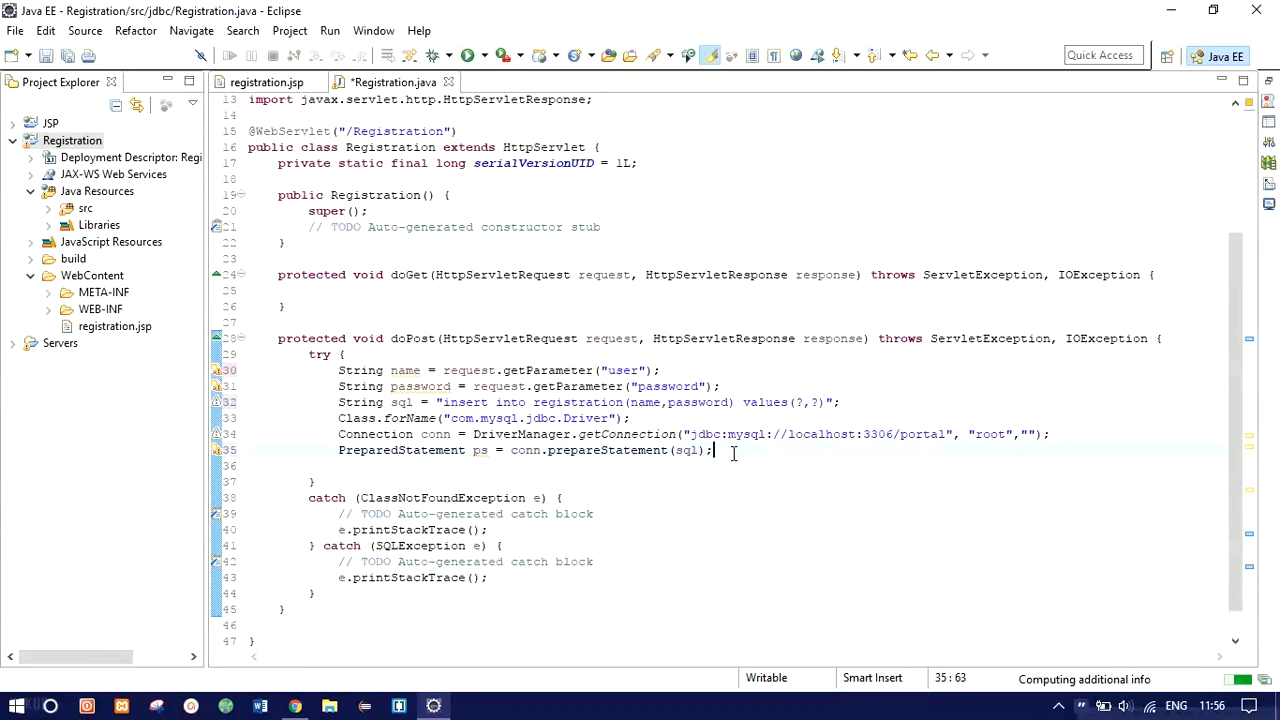 Java EE - Registration/src/jdbc/Registration.java - Eclipse
File Edit Source Refactor Navigate Search Project Run Window Help
Quick Access
Java EE
Project Explorer
registration.jsp
*Registration.java
JSP
Registration
Deployment Descriptor: Regi
JAX-WS Web Services
Java Resources
src
Libraries
JavaScript Resources
build
WebContent
META-INF
WEB-INF
registration.jsp
Servers
13 import javax.servlet.http.HttpServletResponse;
14
15 @WebServlet("/Registration")
16 public class Registration extends HttpServlet {
17 private static final long serialVersionUID = 1L;
18
19 public Registration() {
20 super();
21 // TODO Auto-generated constructor stub
22 }
23
24 protected void doGet(HttpServletRequest request, HttpServletResponse response) throws ServletException, IOException {
25
26 }
27
28 protected void doPost(HttpServletRequest request, HttpServletResponse response) throws ServletException, IOException {
29 try {
30 String name = request.getParameter("user");
31 String password = request.getParameter("password");
32 String sql = "insert into registration(name,password) values(?,?)";
33 Class.forName("com.mysql.jdbc.Driver");
34 Connection conn = DriverManager.getConnection("jdbc:mysql://localhost:3306/portal", "root","");
35 PreparedStatement ps = conn.prepareStatement(sql);
36
37 }
38 catch (ClassNotFoundException e) {
39 // TODO Auto-generated catch block
40 e.printStackTrace();
41 } catch (SQLException e) {
42 // TODO Auto-generated catch block
43 e.printStackTrace();
44 }
45 }
46
47 }
Writable
Smart Insert
35 : 63
Computing additional info
ENG
11:56